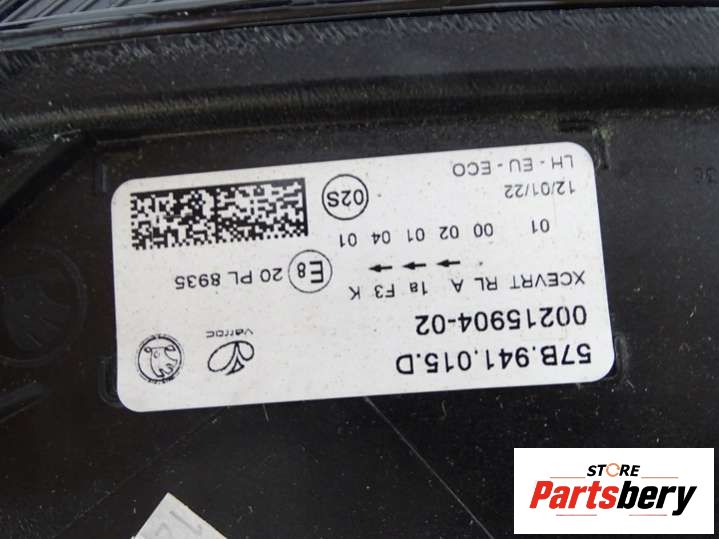 57B.941.015.D
00215904-02
varroc
XCEVRT RL A 1a F3 K
E8 20 PL 8935
01 00 02 01 04 01
12/01/22
LH - EU - ECO
02S
STORE
Partsbery